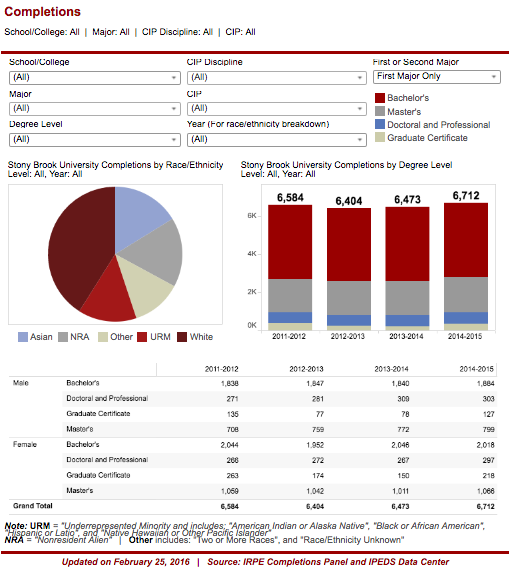 Completions
School/College: All | Major: All | CIP Discipline: All | CIP: All
School/College CIP Discipline First or Second Major
(All) (All) First Major Only
Major CIP
(All) (All)
Degree Level Year (For race/ethnicity breakdown)
(All) (All)
Bachelor's
Master's
Doctoral and Professional
Graduate Certificate
Stony Brook University Completions by Race/Ethnicity
Level: All, Year: All
Asian NRA Other URM White
Stony Brook University Completions by Degree Level
Level: All, Year: All
6,584 6,404 6,473 6,712
6K
4K
2K
0K
2011-2012 2012-2013 2013-2014 2014-2015
2011-2012 2012-2013 2013-2014 2014-2015
Male Bachelor's 1,838 1,847 1,840 1,884
Doctoral and Professional 271 281 309 303
Graduate Certificate 135 77 78 127
Master's 708 759 772 799
Female Bachelor's 2,044 1,952 2,046 2,018
Doctoral and Professional 266 272 267 297
Graduate Certificate 263 174 150 218
Master's 1,059 1,042 1,011 1,066
Grand Total 6,584 6,404 6,473 6,712
Note: URM = "Underrepresented Minority and includes: "American Indian or Alaska Native", "Black or African American",
"Hispanic or Latio", and "Native Hawaiian or Other Pacific Islander"
NRA = "Nonresident Alien" | Other includes: "Two or More Races", and "Race/Ethnicity Unknown"
Updated on February 25, 2016 | Source: IRPE Completions Panel and IPEDS Data Center